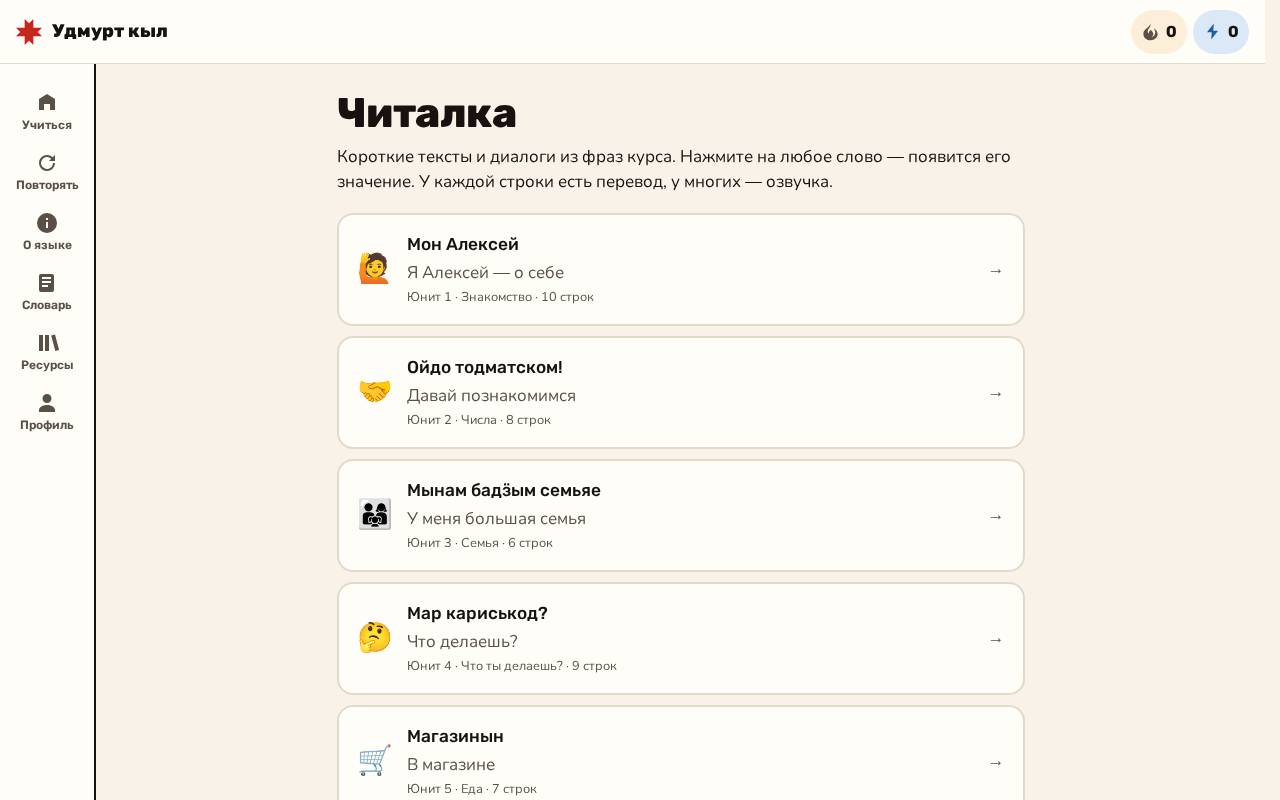 Удмурт кыл
0
0
Учиться
Повторять
О языке
Словарь
Ресурсы
Профиль
Читалка
Короткие тексты и диалоги из фраз курса. Нажмите на любое слово — появится его
значение. У каждой строки есть перевод, у многих — озвучка.
Мон Алексей
Я Алексей — о себе
Юнит 1 · Знакомство · 10 строк
→
Ойдо тодматском!
Давай познакомимся
Юнит 2 · Числа · 8 строк
→
Мынам бадӟым семьяе
У меня большая семья
Юнит 3 · Семья · 6 строк
→
Мар кариськод?
Что делаешь?
Юнит 4 · Что ты делаешь? · 9 строк
→
Магазинын
В магазине
Юнит 5 · Еда · 7 строк
→